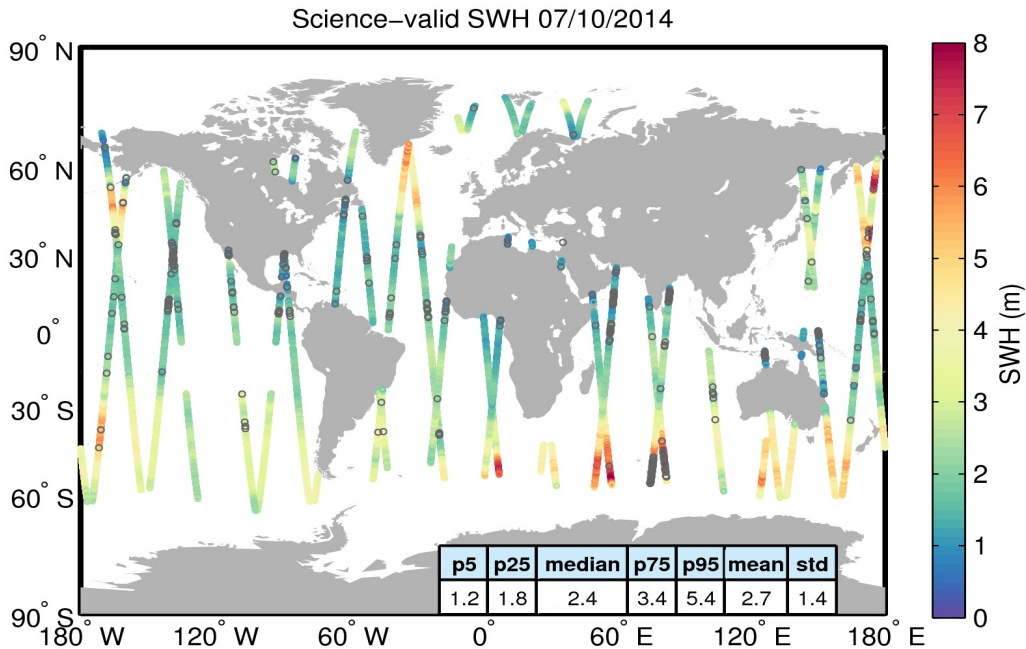 Science−valid SWH 07/10/2014
90° N
60° N
30° N
0°
30° S
60° S
90° S
180° W
120° W
60° W
0°
60° E
120° E
180° E
p5 p25 median p75 p95 mean std
1.2 1.8 2.4 3.4 5.4 2.7 1.4
8
7
6
5
4
3
2
1
0
SWH (m)